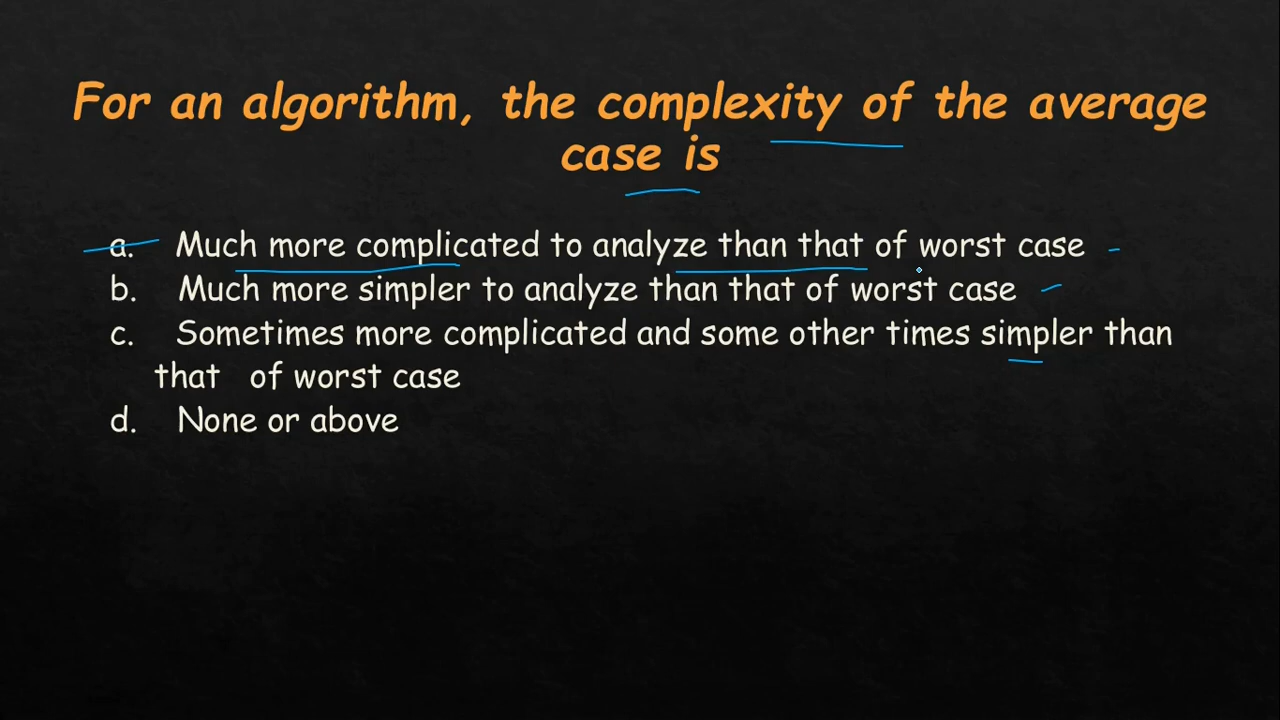 For an algorithm, the complexity of the average
case is
a. Much more complicated to analyze than that of worst case
b. Much more simpler to analyze than that of worst case
c. Sometimes more complicated and some other times simpler than
that of worst case
d. None or above